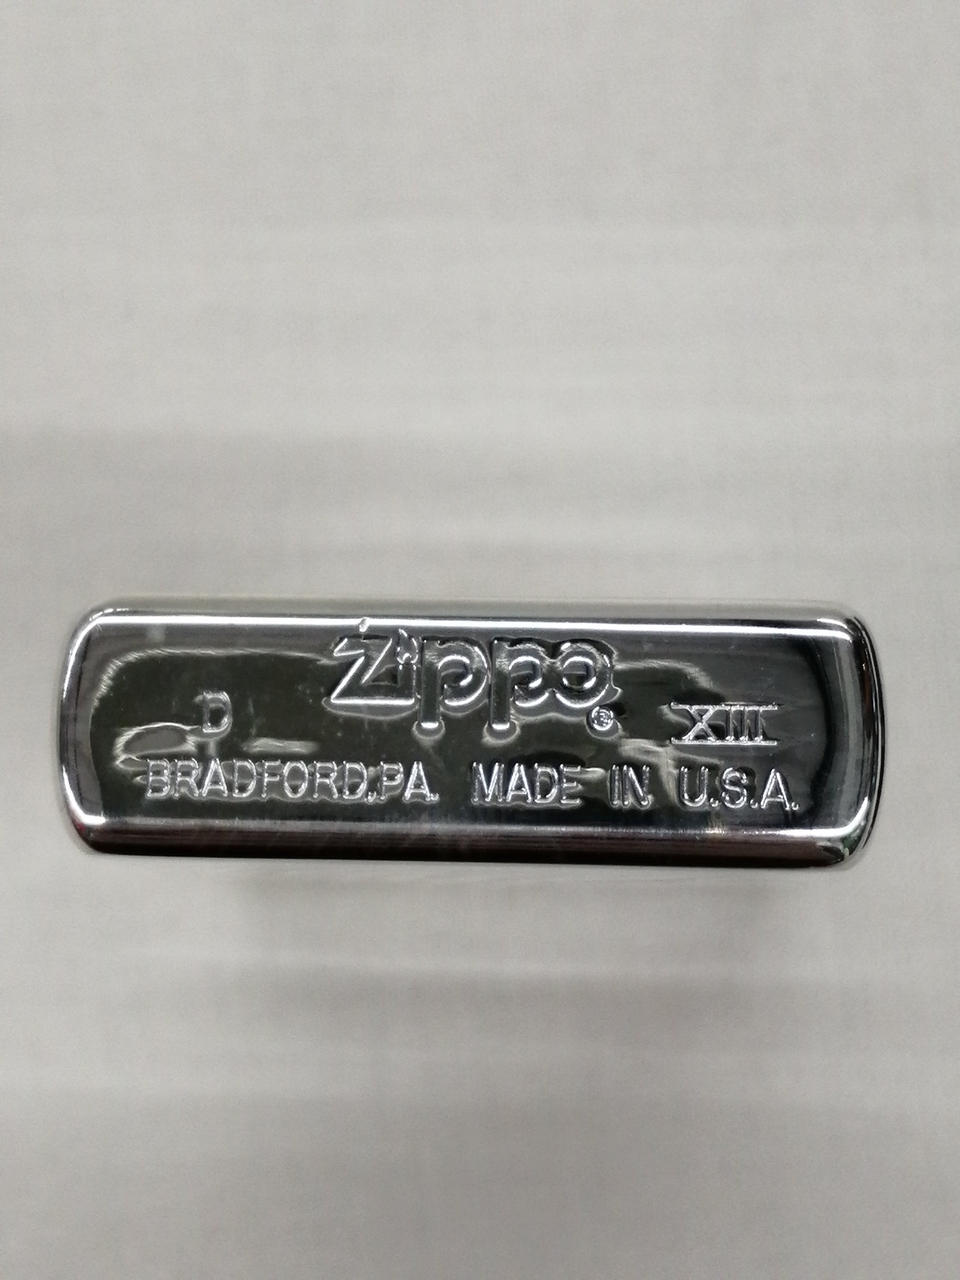 Zippo ®
D XIII
BRADFORD,PA. MADE IN U.S.A.